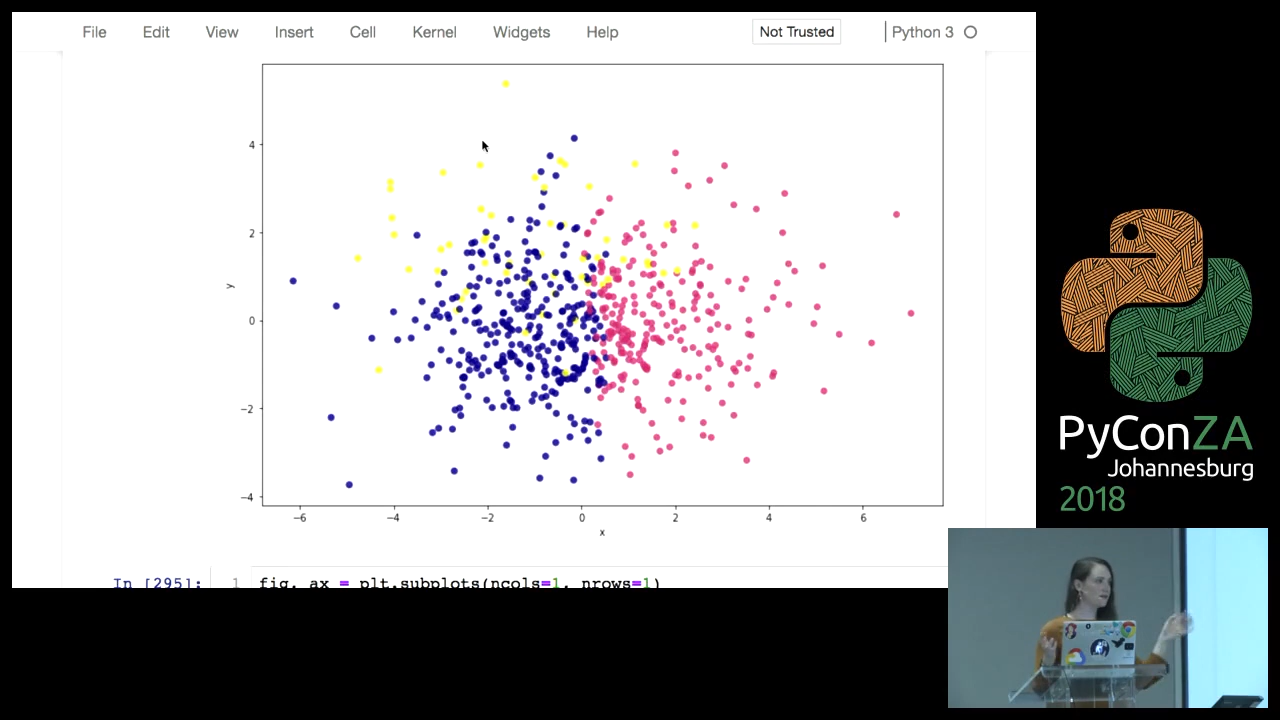 File Edit View Insert Cell Kernel Widgets Help Not Trusted Python 3
4
2
0
−2
−4
y
−6 −4 −2 0 2 4 6
x
In [295]: 1 fig, ax = plt.subplots(ncols=1, nrows=1)
PyConZA
Johannesburg
2018